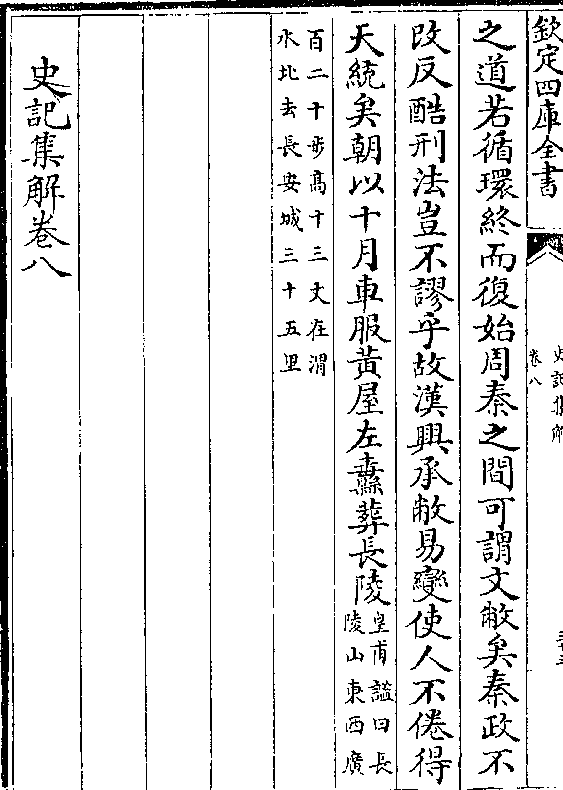 欽定四庫全書
史記集解
卷八
之道若循環終而復始周秦之間可謂文敝矣秦政不
改反酷刑法豈不謬乎故漢興承敝易變使人不倦得
天統矣朝以十月車服黃屋左纛葬長陵皇甫謐曰長
陵山東西廣
百二十步高十三丈在渭
水北去長安城三十五里
史記集解卷八